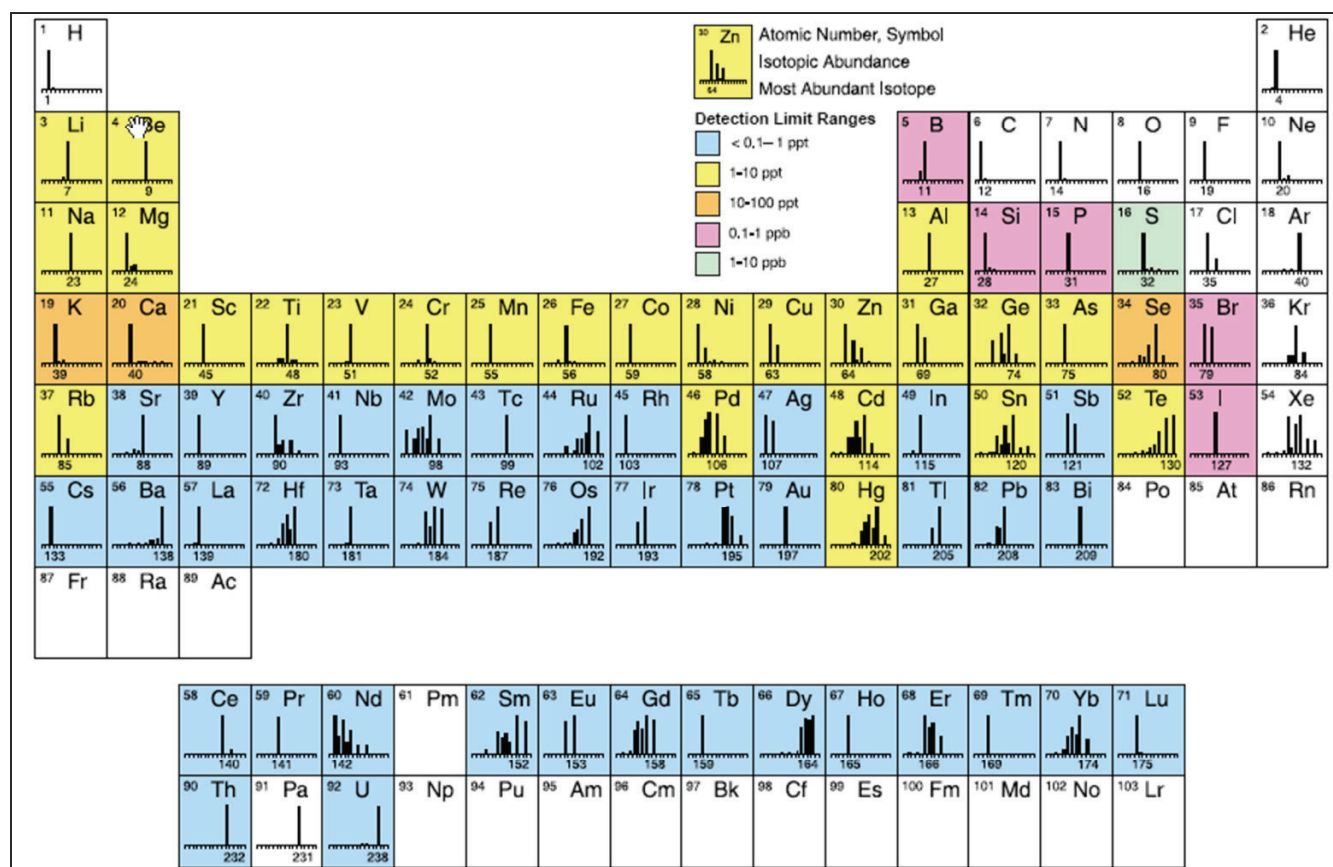 1 H
1
30 Zn
64
Atomic Number, Symbol
Isotopic Abundance
Most Abundant Isotope
2 He
4
Detection Limit Ranges
< 0.1– 1 ppt
1-10 ppt
10-100 ppt
0.1-1 ppb
1-10 ppb
3 Li 4 Be 5 B 6 C 7 N 8 O 9 F 10 Ne
7 9 11 12 14 16 19 20
11 Na 12 Mg 13 Al 14 Si 15 P 16 S 17 Cl 18 Ar
23 24 27 28 31 32 35 40
19 K 20 Ca 21 Sc 22 Ti 23 V 24 Cr 25 Mn 26 Fe 27 Co 28 Ni 29 Cu 30 Zn 31 Ga 32 Ge 33 As 34 Se 35 Br 36 Kr
39 40 45 48 51 52 55 56 59 58 63 64 69 74 75 80 79 84
37 Rb 38 Sr 39 Y 40 Zr 41 Nb 42 Mo 43 Tc 44 Ru 45 Rh 46 Pd 47 Ag 48 Cd 49 In 50 Sn 51 Sb 52 Te 53 I 54 Xe
85 88 89 90 93 98 99 102 103 106 107 114 115 120 121 130 127 132
55 Cs 56 Ba 57 La 72 Hf 73 Ta 74 W 75 Re 76 Os 77 Ir 78 Pt 79 Au 80 Hg 81 Tl 82 Pb 83 Bi 84 Po 85 At 86 Rn
133 138 139 180 181 184 187 192 193 195 197 202 205 208 209
87 Fr 88 Ra 89 Ac
58 Ce 59 Pr 60 Nd 61 Pm 62 Sm 63 Eu 64 Gd 65 Tb 66 Dy 67 Ho 68 Er 69 Tm 70 Yb 71 Lu
140 141 142 152 153 158 159 164 165 166 169 174 175
90 Th 91 Pa 92 U 93 Np 94 Pu 95 Am 96 Cm 97 Bk 98 Cf 99 Es 100 Fm 101 Md 102 No 103 Lr
232 231 238